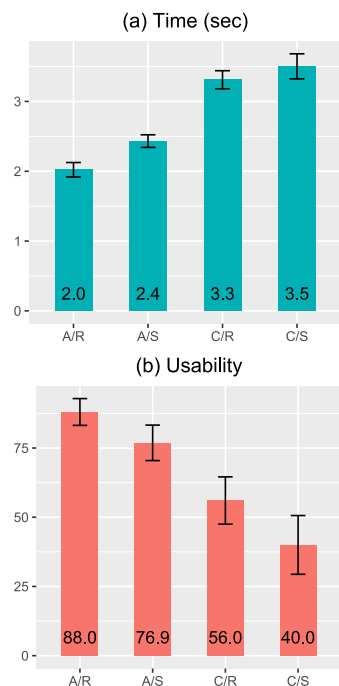 (a) Time (sec)
3
2
1
0
2.0 2.4 3.3 3.5
A/R A/S C/R C/S
(b) Usability
75
50
25
0
88.0 76.9 56.0 40.0
A/R A/S C/R C/S